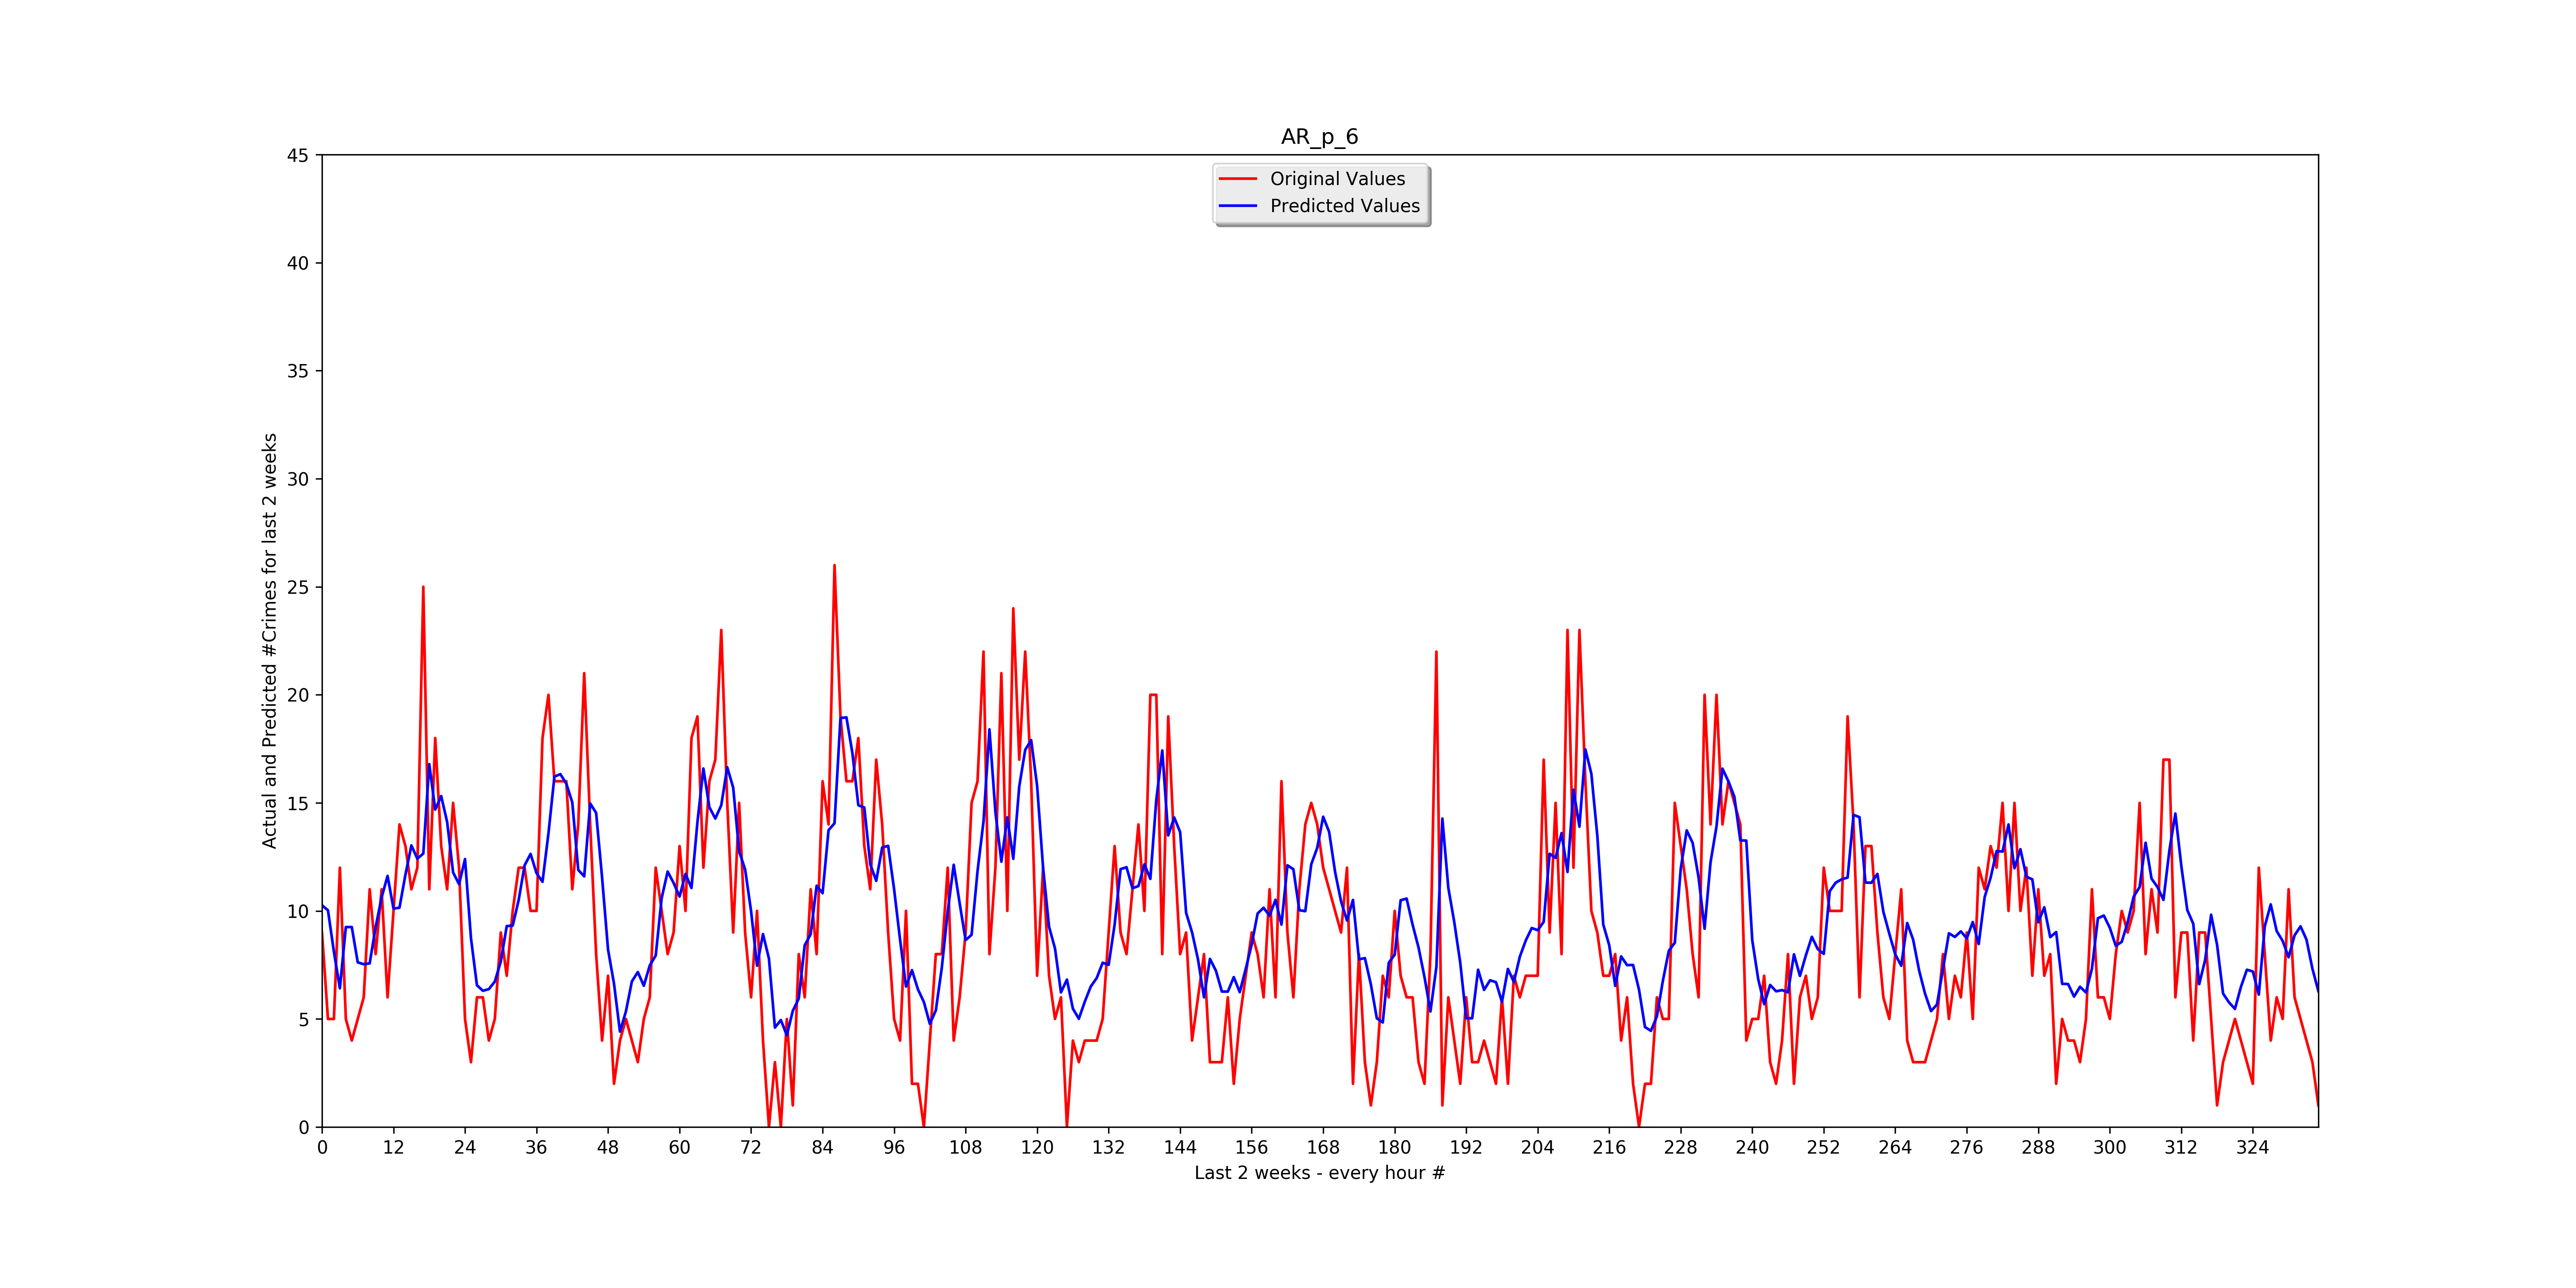 AR_p_6
Original Values
Predicted Values
Actual and Predicted #Crimes for last 2 weeks
45
40
35
30
25
20
15
10
5
0
0 12 24 36 48 60 72 84 96 108 120 132 144 156 168 180 192 204 216 228 240 252 264 276 288 300 312 324
Last 2 weeks - every hour #